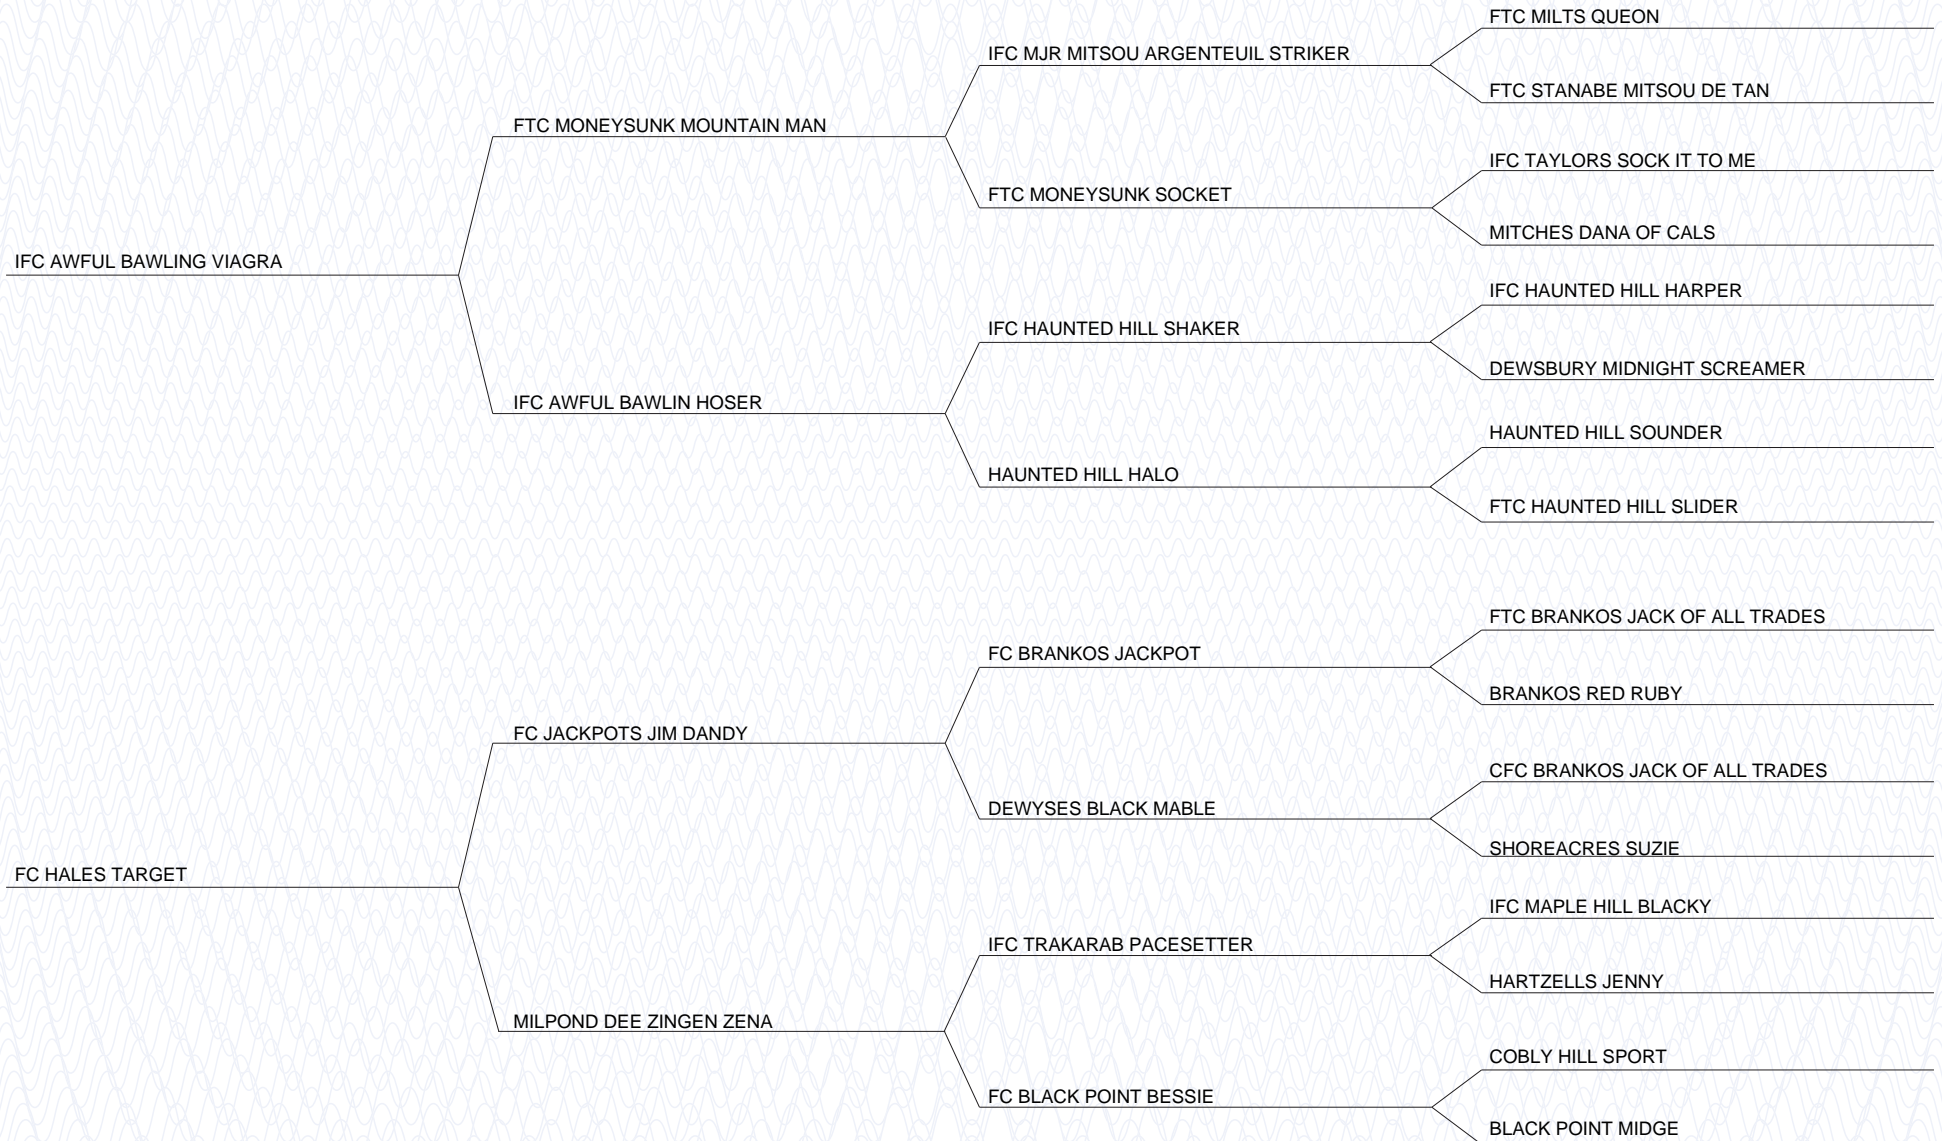 FTC MILTS QUEON
IFC MJR MITSOU ARGENTEUIL STRIKER
FTC STANABE MITSOU DE TAN
FTC MONEYSUNK MOUNTAIN MAN
IFC TAYLORS SOCK IT TO ME
FTC MONEYSUNK SOCKET
MITCHES DANA OF CALS
IFC AWFUL BAWLING VIAGRA
IFC HAUNTED HILL HARPER
IFC HAUNTED HILL SHAKER
DEWSBURY MIDNIGHT SCREAMER
IFC AWFUL BAWLIN HOSER
HAUNTED HILL SOUNDER
HAUNTED HILL HALO
FTC HAUNTED HILL SLIDER
FTC BRANKOS JACK OF ALL TRADES
FC BRANKOS JACKPOT
BRANKOS RED RUBY
FC JACKPOTS JIM DANDY
CFC BRANKOS JACK OF ALL TRADES
DEWYSES BLACK MABLE
SHOREACRES SUZIE
FC HALES TARGET
IFC MAPLE HILL BLACKY
IFC TRAKARAB PACESETTER
HARTZELLS JENNY
MILPOND DEE ZINGEN ZENA
COBLY HILL SPORT
FC BLACK POINT BESSIE
BLACK POINT MIDGE